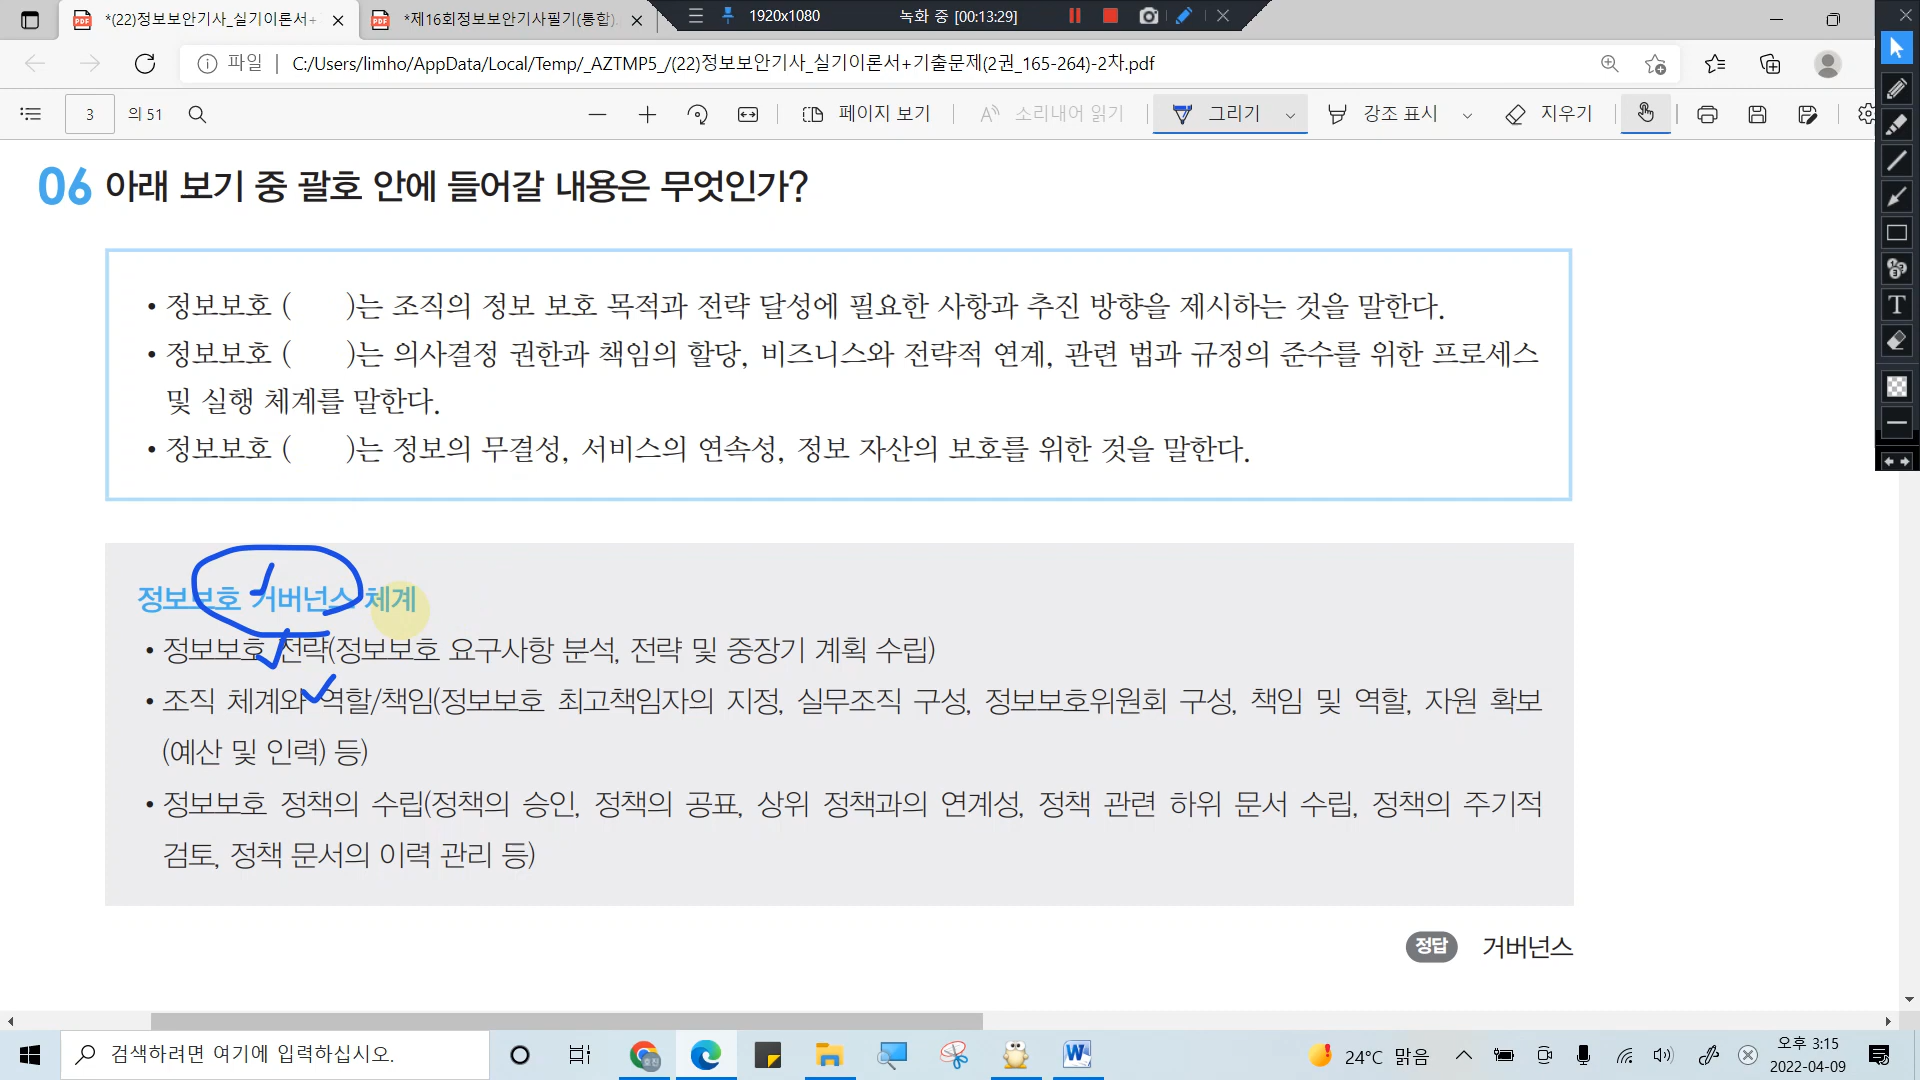 *(22)정보보안기사_실기이론서+
*제16회정보보안기사필기(통합)
1920x1080
녹화 중 [00:13:29]
파일
C:/Users/limho/AppData/Local/Temp/_AZTMP5_/(22)정보보안기사_실기이론서+기출문제(2권_165-264)-2차.pdf
3
의 51
페이지 보기
소리내어 읽기
그리기
강조 표시
지우기
06 아래 보기 중 괄호 안에 들어갈 내용은 무엇인가?
• 정보보호 (      )는 조직의 정보 보호 목적과 전략 달성에 필요한 사항과 추진 방향을 제시하는 것을 말한다.
• 정보보호 (      )는 의사결정 권한과 책임의 할당, 비즈니스와 전략적 연계, 관련 법과 규정의 준수를 위한 프로세스
및 실행 체계를 말한다.
• 정보보호 (      )는 정보의 무결성, 서비스의 연속성, 정보 자산의 보호를 위한 것을 말한다.
정보보호 거버넌스 체계
• 정보보호 전략(정보보호 요구사항 분석, 전략 및 중장기 계획 수립)
• 조직 체계와 역할/책임(정보보호 최고책임자의 지정, 실무조직 구성, 정보보호위원회 구성, 책임 및 역할, 자원 확보
(예산 및 인력) 등)
• 정보보호 정책의 수립(정책의 승인, 정책의 공표, 상위 정책과의 연계성, 정책 관련 하위 문서 수립, 정책의 주기적
검토, 정책 문서의 이력 관리 등)
정답 거버넌스
검색하려면 여기에 입력하십시오.
24°C 맑음
오후 3:15
2022-04-09